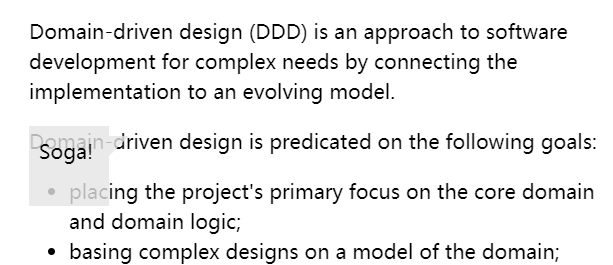 Domain-driven design (DDD) is an approach to software
development for complex needs by connecting the
implementation to an evolving model.
Domain-driven design is predicated on the following goals:
Soga!
• placing the project's primary focus on the core domain
and domain logic;
• basing complex designs on a model of the domain;